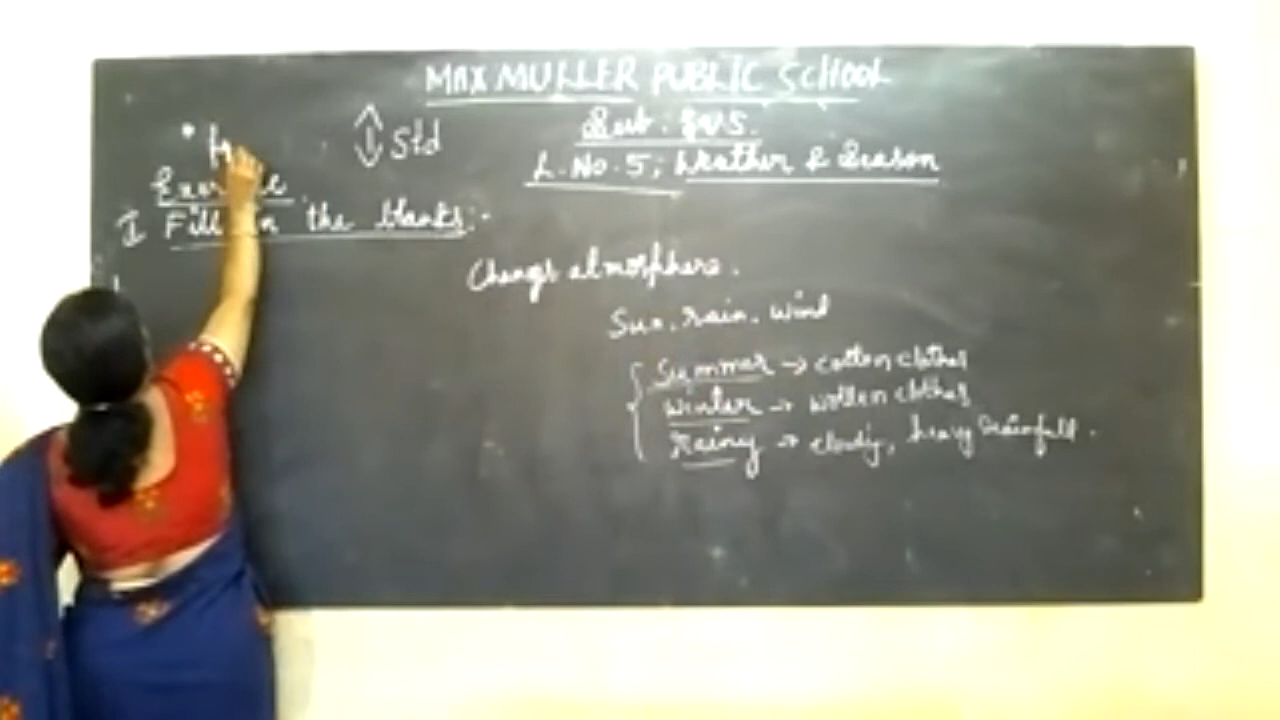 MAX MULLER PUBLIC SCHOOL
Sub: EVS.
I Std
L.No.5; Weather & Season
Exercise
I Fill in the blanks:-
Change atmosphere.
Sun, rain, wind
Summer → cotton clothes
Winter → wollen clothes
Rainy → cloudy, heavy rainfall.